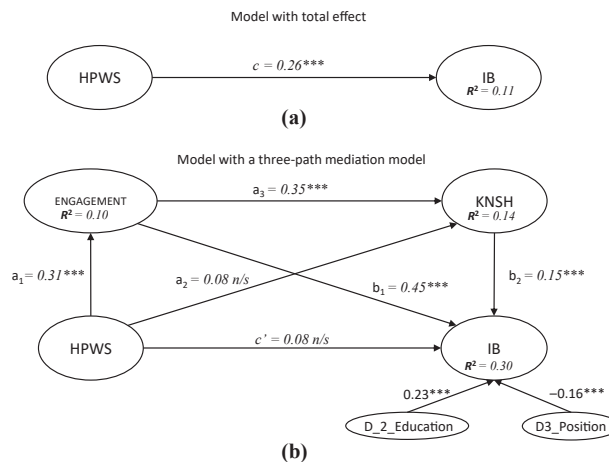 Model with total effect
HPWS
c = 0.26***
IB
R² = 0.11
(a)
Model with a three-path mediation model
ENGAGEMENT
R² = 0.10
a₃ = 0.35***
KNSH
R² = 0.14
a₁ = 0.31***
a₂ = 0.08 n/s
b₁ = 0.45***
b₂ = 0.15***
HPWS
c' = 0.08 n/s
IB
R² = 0.30
0.23***
−0.16***
D_2_Education
D3_Position
(b)